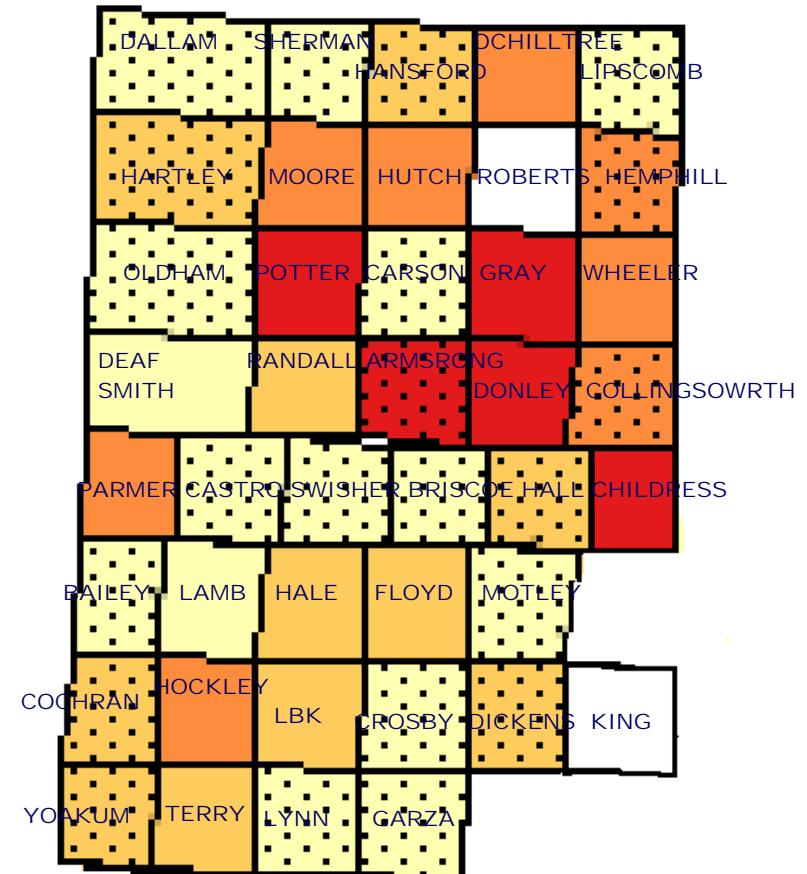 DALLAM SHERMAN OCHILTREE
HANSFORD LIPSCOMB
HARTLEY MOORE HUTCH. ROBERTS HEMPHILL
OLDHAM POTTER CARSON GRAY WHEELER
DEAF RANDALL ARMSRONG
SMITH DONLEY COLLINGSOWRTH
PARMER CASTRO SWISHER BRISCOE HALL CHILDRESS
BAILEY LAMB HALE FLOYD MOTLEY
COCHRAN HOCKLEY LBK CROSBY DICKENS KING
YOAKUM TERRY LYNN GARZA